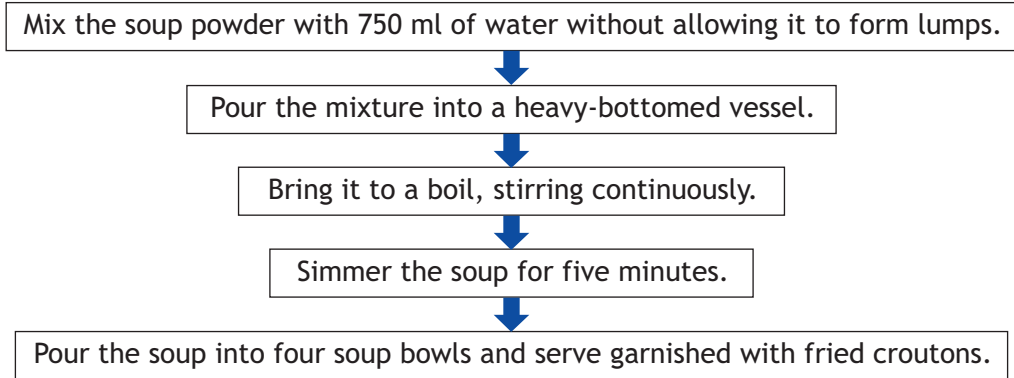 Mix the soup powder with 750 ml of water without allowing it to form lumps.
Pour the mixture into a heavy-bottomed vessel.
Bring it to a boil, stirring continuously.
Simmer the soup for five minutes.
Pour the soup into four soup bowls and serve garnished with fried croutons.